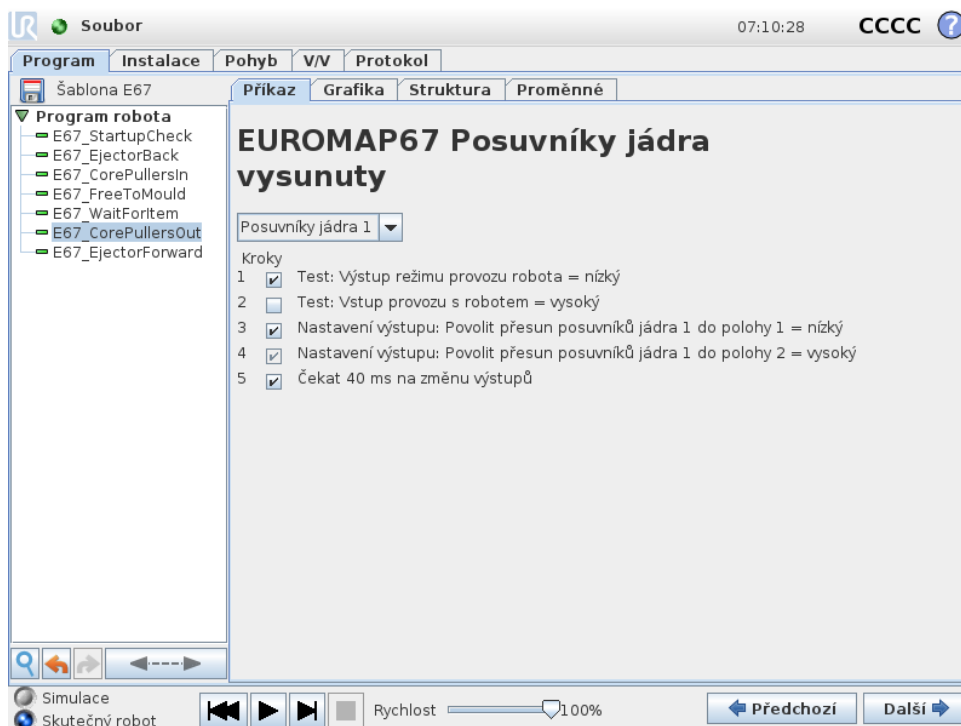 UR Soubor 07:10:28 CCCC ?
Program Instalace Pohyb V/V Protokol
Šablona E67
Příkaz Grafika Struktura Proměnné
Program robota
E67_StartupCheck
E67_EjectorBack
E67_CorePullersIn
E67_FreeToMould
E67_WaitForItem
E67_CorePullersOut
E67_EjectorForward
EUROMAP67 Posuvníky jádra
vysunuty
Posuvníky jádra 1
Kroky
1 Test: Výstup režimu provozu robota = nízký
2 Test: Vstup provozu s robotem = vysoký
3 Nastavení výstupu: Povolit přesun posuvníků jádra 1 do polohy 1 = nízký
4 Nastavení výstupu: Povolit přesun posuvníků jádra 1 do polohy 2 = vysoký
5 Čekat 40 ms na změnu výstupů
Simulace
Skutečný robot
Rychlost 100%
Předchozí Další